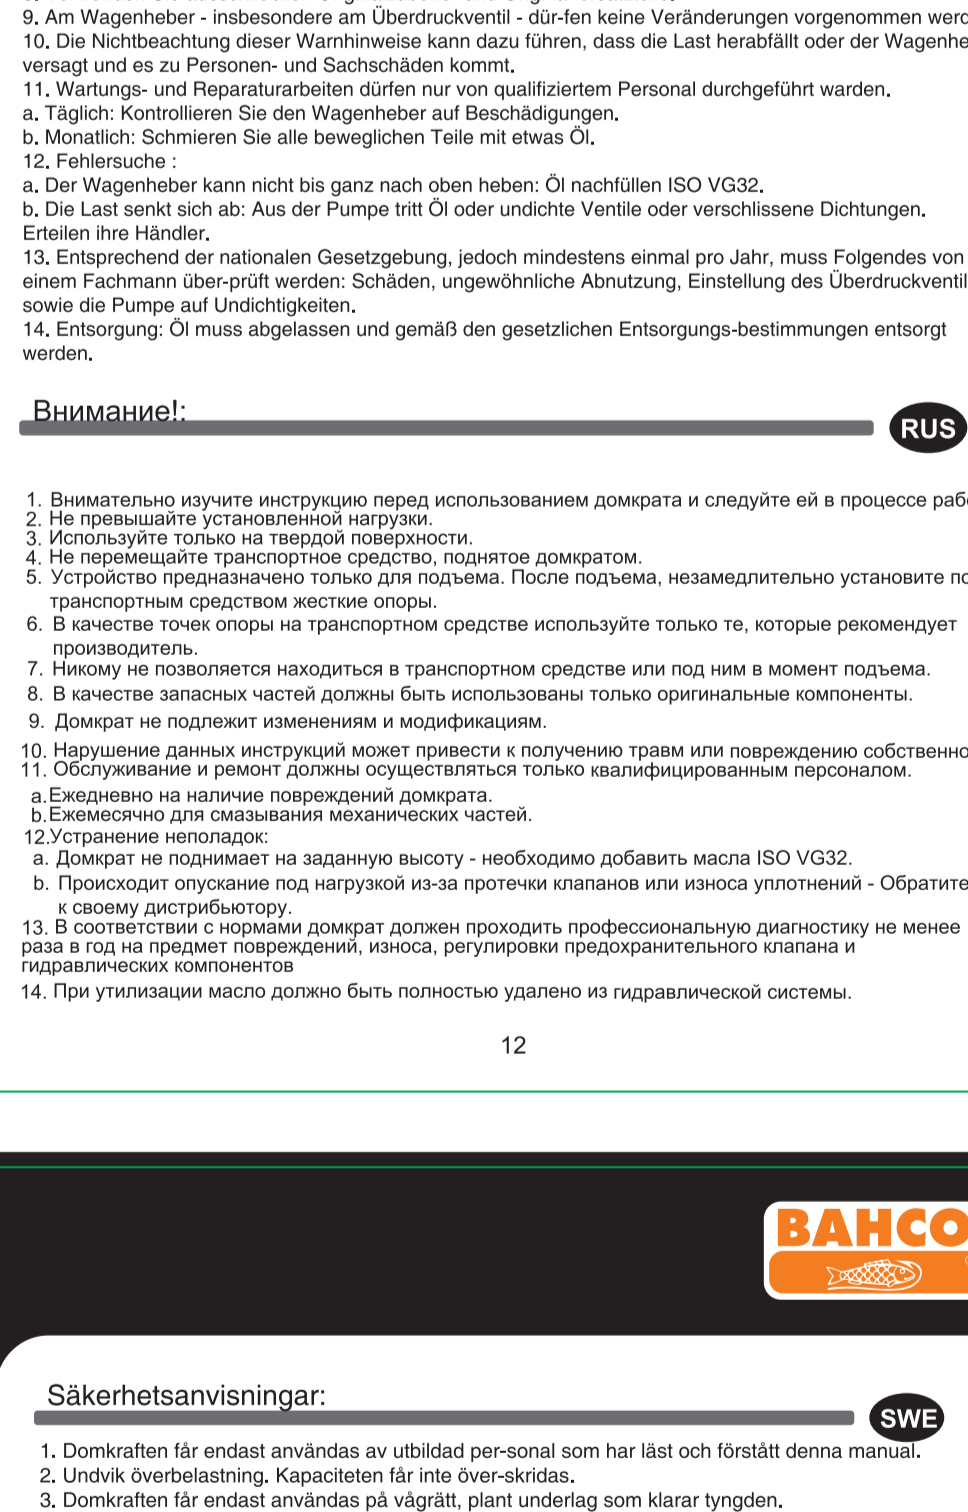 9. Am Wagenheber - insbesondere am Überdruckventil - dür-fen keine Veränderungen vorgenommen
10. Die Nichtbeachtung dieser Warnhinweise kann dazu führen, dass die Last herabfällt oder der
versagt und es zu Personen- und Sachschäden kommt.
11. Wartungs- und Reparaturarbeiten dürfen nur von qualifiziertem Personal durchgeführt warden.
a. Täglich: Kontrollieren Sie den Wagenheber auf Beschädigungen.
b. Monatlich: Schmieren Sie alle beweglichen Teile mit etwas Öl.
12. Fehlersuche :
a. Der Wagenheber kann nicht bis ganz nach oben heben: Öl nachfüllen ISO VG32.
b. Die Last senkt sich ab: Aus der Pumpe tritt Öl oder undichte Ventile oder verschlissene Dichtungen.
Erteilen ihre Händler.
13. Entsprechend der nationalen Gesetzgebung, jedoch mindestens einmal pro Jahr, muss Folgendes von
einem Fachmann über-prüft werden: Schäden, ungewöhnliche Abnutzung, Einstellung des Überdruckventil
sowie die Pumpe auf Undichtigkeiten.
14. Entsorgung: Öl muss abgelassen und gemäß den gesetzlichen Entsorgungs-bestimmungen entsorgt
werden.
Внимание!:
RUS
1. Внимательно изучите инструкцию перед использованием домкрата и следуйте ей в процессе
2. Не превышайте установленной нагрузки.
3. Используйте только на твердой поверхности.
4. Не перемещайте транспортное средство, поднятое домкратом.
5. Устройство предназначено только для подъема. После подъема, незамедлительно установите
транспортным средством жесткие опоры.
6. В качестве точек опоры на транспортном средстве используйте только те, которые рекомендует
производитель.
7. Никому не позволяется находиться в транспортном средстве или под ним в момент подъема.
8. В качестве запасных частей должны быть использованы только оригинальные компоненты.
9. Домкрат не подлежит изменениям и модификациям.
10. Нарушение данных инструкций может привести к получению травм или повреждению
11. Обслуживание и ремонт должны осуществляться только квалифицированным персоналом.
a.Ежедневно на наличие повреждений домкрата.
b.Ежемесячно для смазывания механических частей.
12.Устранение неполадок:
a. Домкрат не поднимает на заданную высоту - необходимо добавить масла ISO VG32.
b. Происходит опускание под нагрузкой из-за протечки клапанов или износа уплотнений -
к своему дистрибьютору.
13. В соответствии с нормами домкрат должен проходить профессиональную диагностику не менее
раза в год на предмет повреждений, износа, регулировки предохранительного клапана и
гидравлических компонентов
14. При утилизации масло должно быть полностью удалено из гидравлической системы.
12
BAHCO
Säkerhetsanvisningar:
SWE
1. Domkraften får endast användas av utbildad per-sonal som har läst och förstått denna manual.
2. Undvik överbelastning. Kapaciteten får inte över-skridas.
3. Domkraften får endast användas på vågrätt, plant underlag som klarar tyngden.